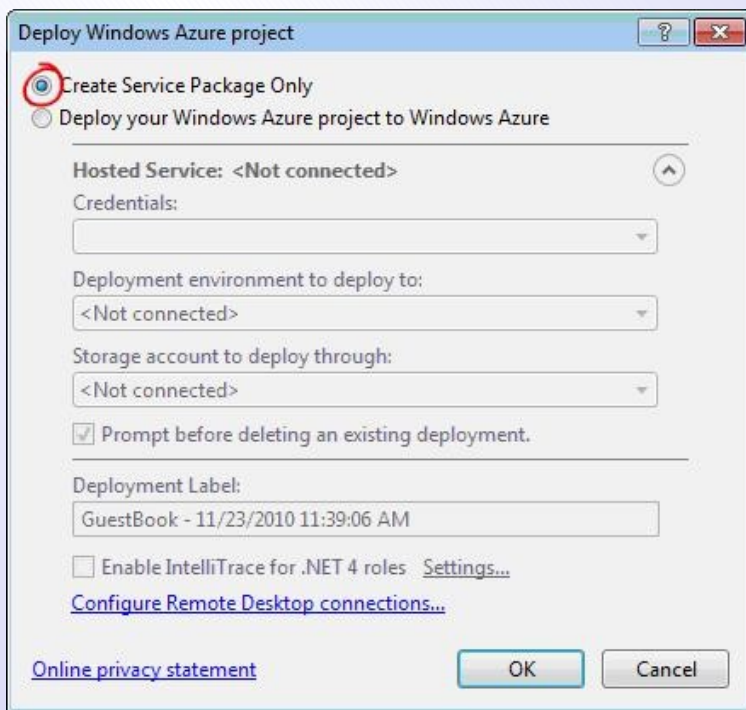 Deploy Windows Azure project
Create Service Package Only
Deploy your Windows Azure project to Windows Azure
Hosted Service: <Not connected>
Credentials:
Deployment environment to deploy to:
<Not connected>
Storage account to deploy through:
<Not connected>
Prompt before deleting an existing deployment.
Deployment Label:
GuestBook - 11/23/2010 11:39:06 AM
Enable IntelliTrace for .NET 4 roles Settings...
Configure Remote Desktop connections...
Online privacy statement OK Cancel